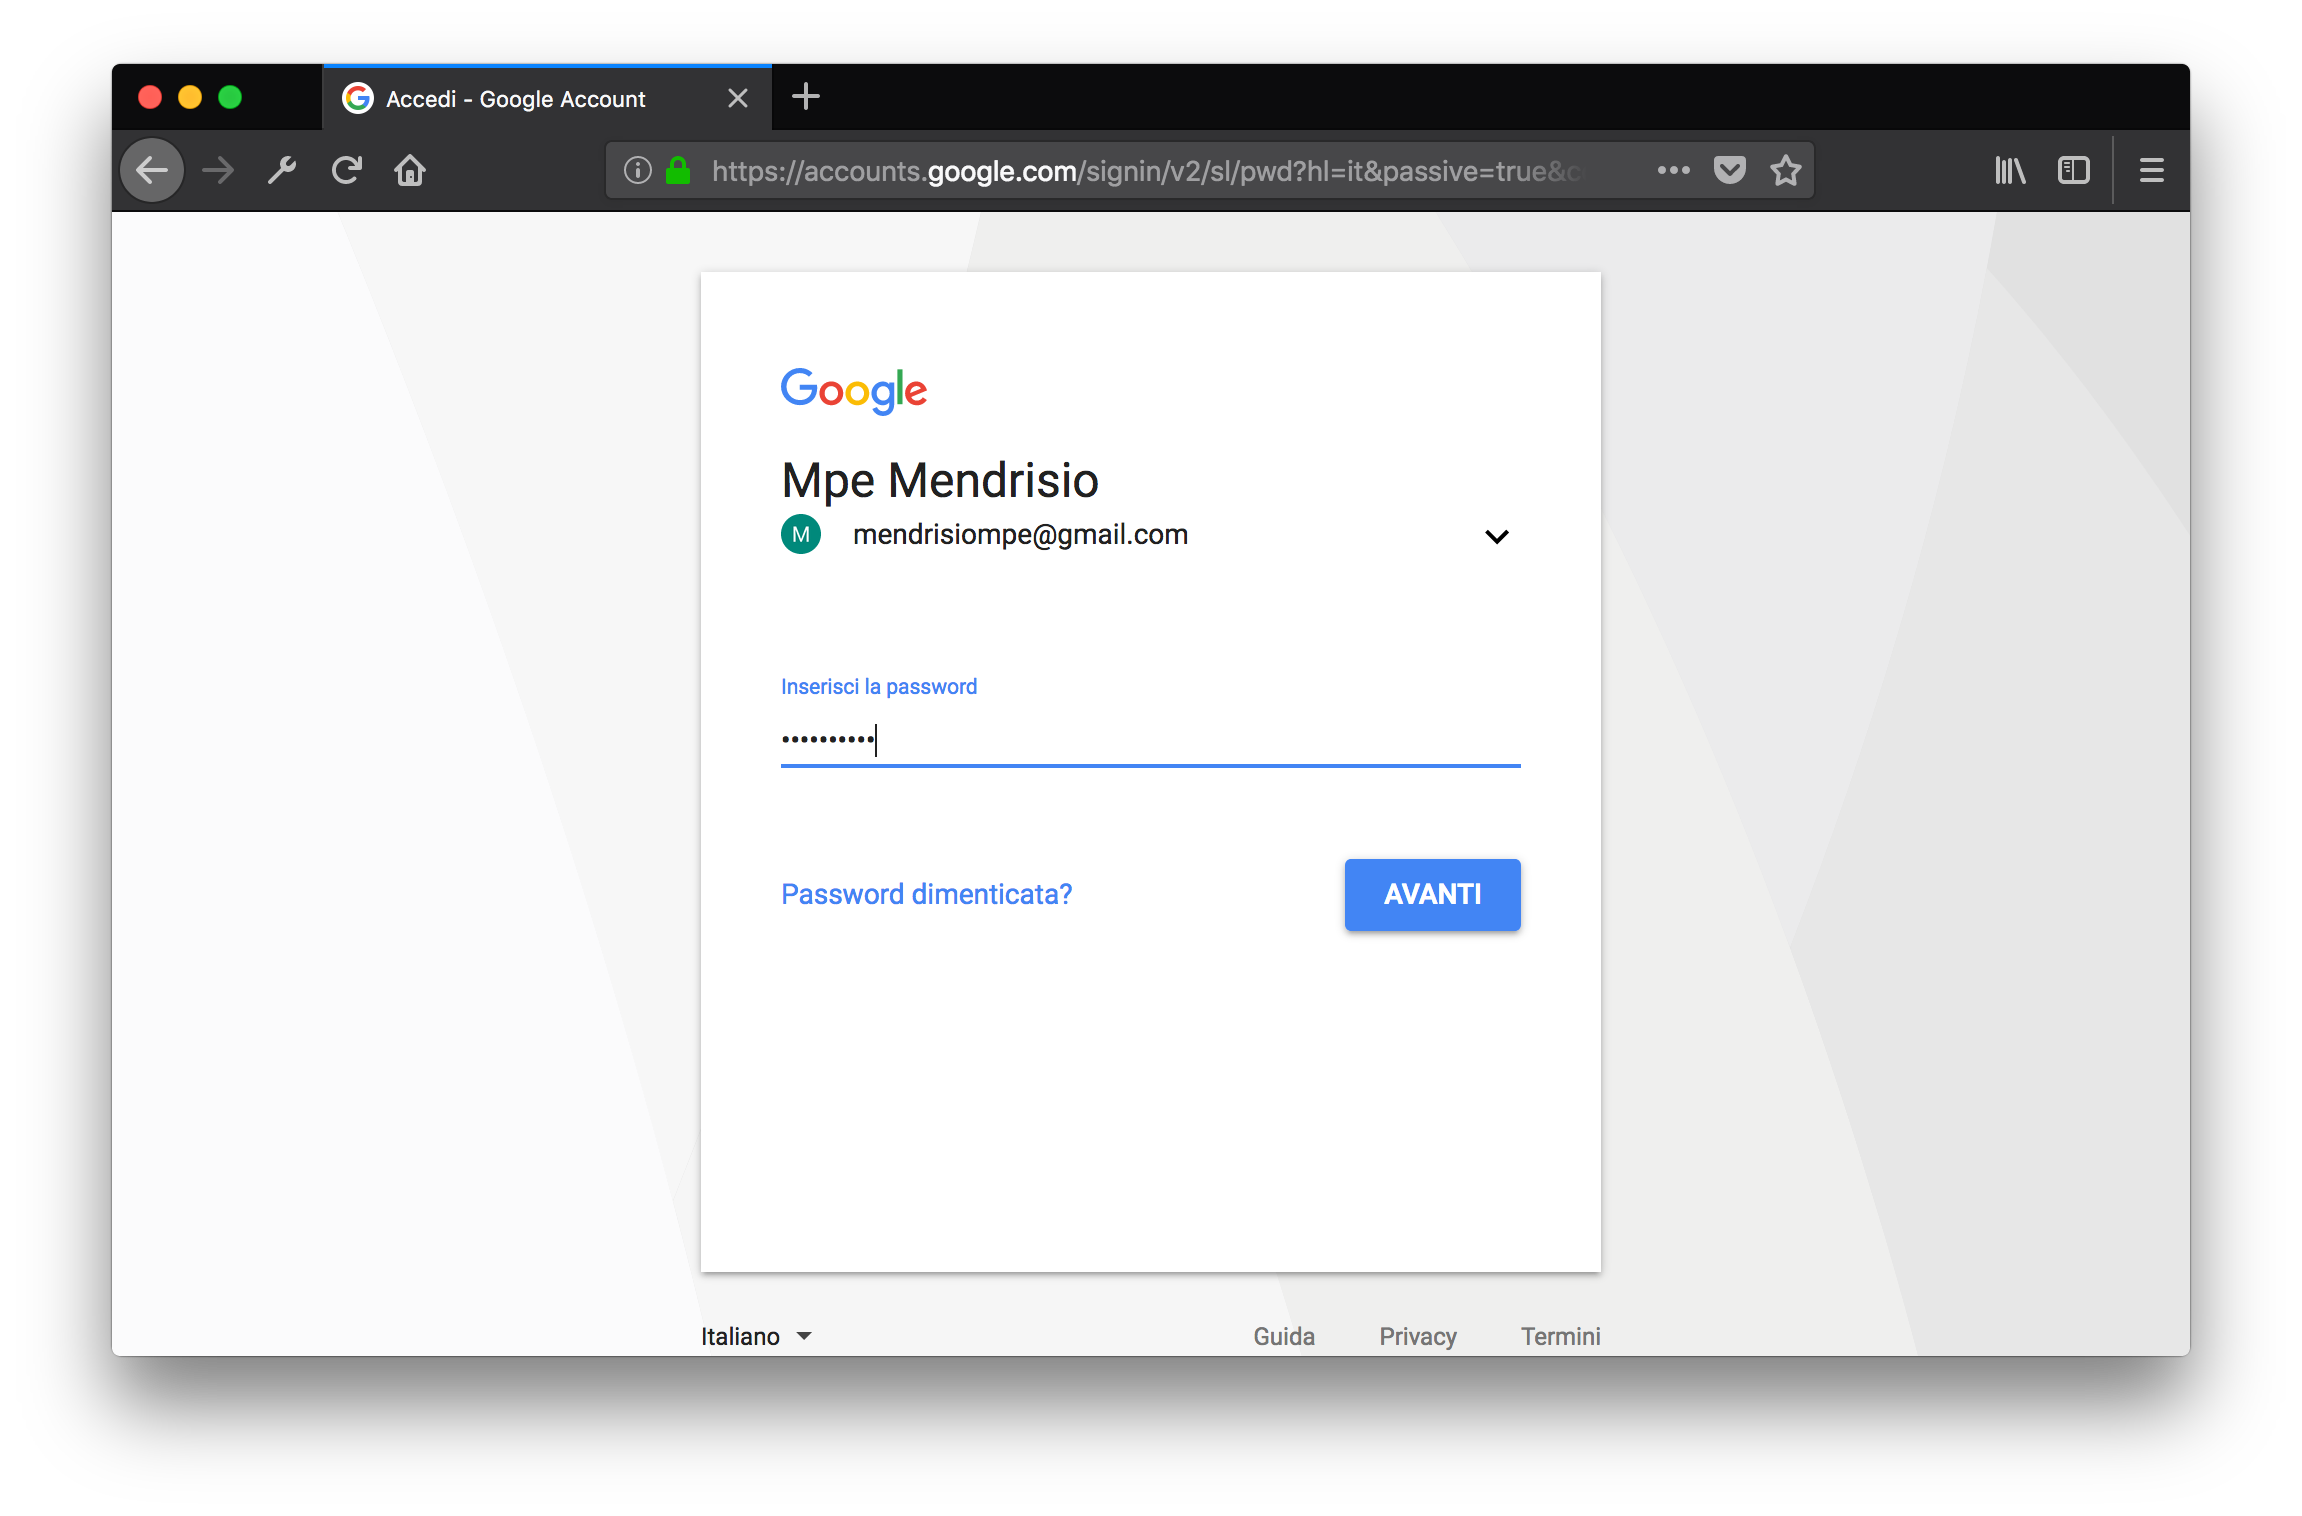 Accedi - Google Account
https://accounts.google.com/signin/v2/sl/pwd?hl=it&passive=true&c
Google
Mpe Mendrisio
M mendrisiompe@gmail.com
Inserisci la password
••••••••••
Password dimenticata? AVANTI
Italiano Guida Privacy Termini